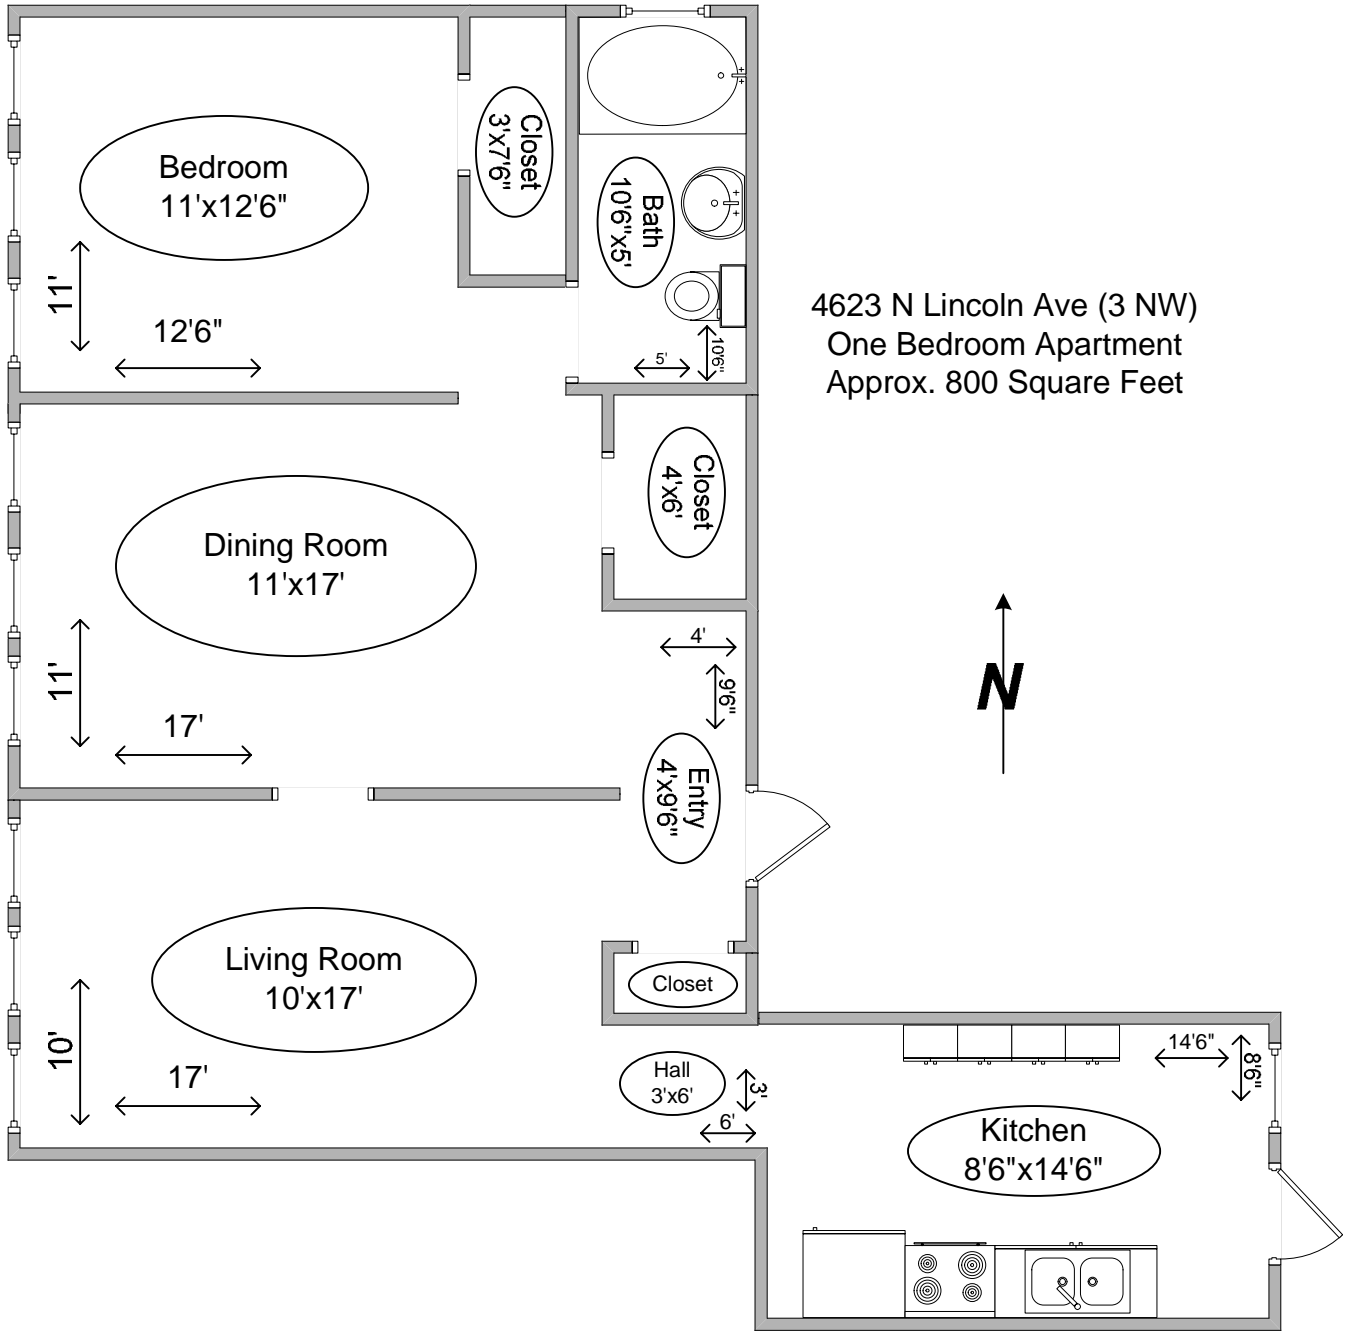 Bedroom
11'x12'6"
11'
12'6"
Closet
3'x7'6"
Bath
10'6"x5'
5'
10'6"
4623 N Lincoln Ave (3 NW)
One Bedroom Apartment
Approx. 800 Square Feet
Dining Room
11'x17'
11'
17'
Closet
4'x6'
4'
9'6"
Entry
4'x9'6"
N
Living Room
10'x17'
10'
17'
Closet
Hall
3'x6'
3'
6'
14'6"
8'6"
Kitchen
8'6"x14'6"